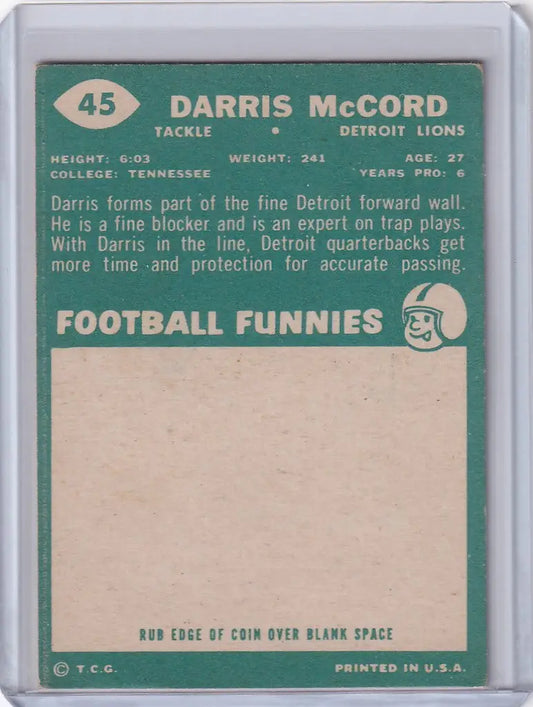 45 DARRIS McCORD
TACKLE • DETROIT LIONS
HEIGHT: 6:03 WEIGHT: 241 AGE: 27
COLLEGE: TENNESSEE YEARS PRO: 6
Darris forms part of the fine Detroit forward wall.
He is a fine blocker and is an expert on trap plays.
With Darris in the line, Detroit quarterbacks get
more time and protection for accurate passing.
FOOTBALL FUNNIES
RUB EDGE OF COIN OVER BLANK SPACE
© T.C.G. PRINTED IN U.S.A.